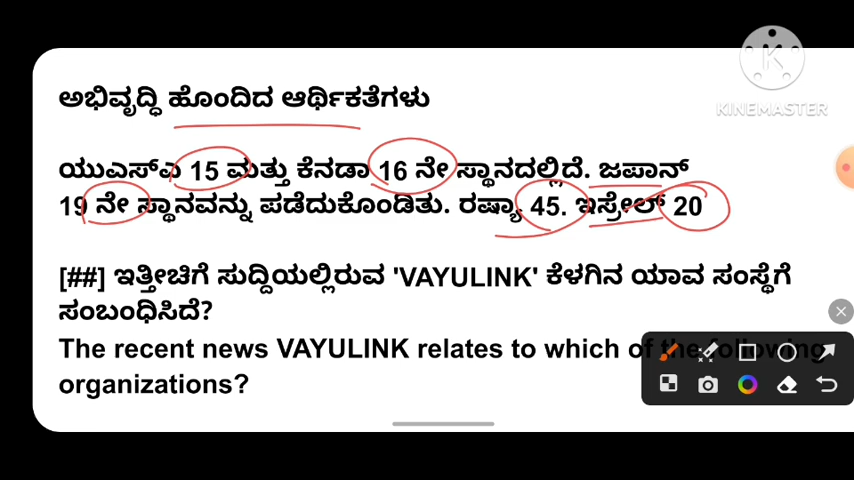 ಅಭಿವೃದ್ಧಿ ಹೊಂದಿದ ಆರ್ಥಿಕತೆಗಳು
KINEMASTER
ಯುಎಸ್ಎ 15 ಮತ್ತು ಕೆನಡಾ 16 ನೇ ಸ್ಥಾನದಲ್ಲಿದೆ. ಜಪಾನ್
19 ನೇ ಸ್ಥಾನವನ್ನು ಪಡೆದುಕೊಂಡಿತು. ರಷ್ಯಾ 45. ಇಸ್ರೇಲ್ 20
[##] ಇತ್ತೀಚಿಗೆ ಸುದ್ದಿಯಲ್ಲಿರುವ 'VAYULINK' ಕೆಳಗಿನ ಯಾವ ಸಂಸ್ಥೆಗೆ
ಸಂಬಂಧಿಸಿದೆ?
The recent news VAYULINK relates to which of the following
organizations?